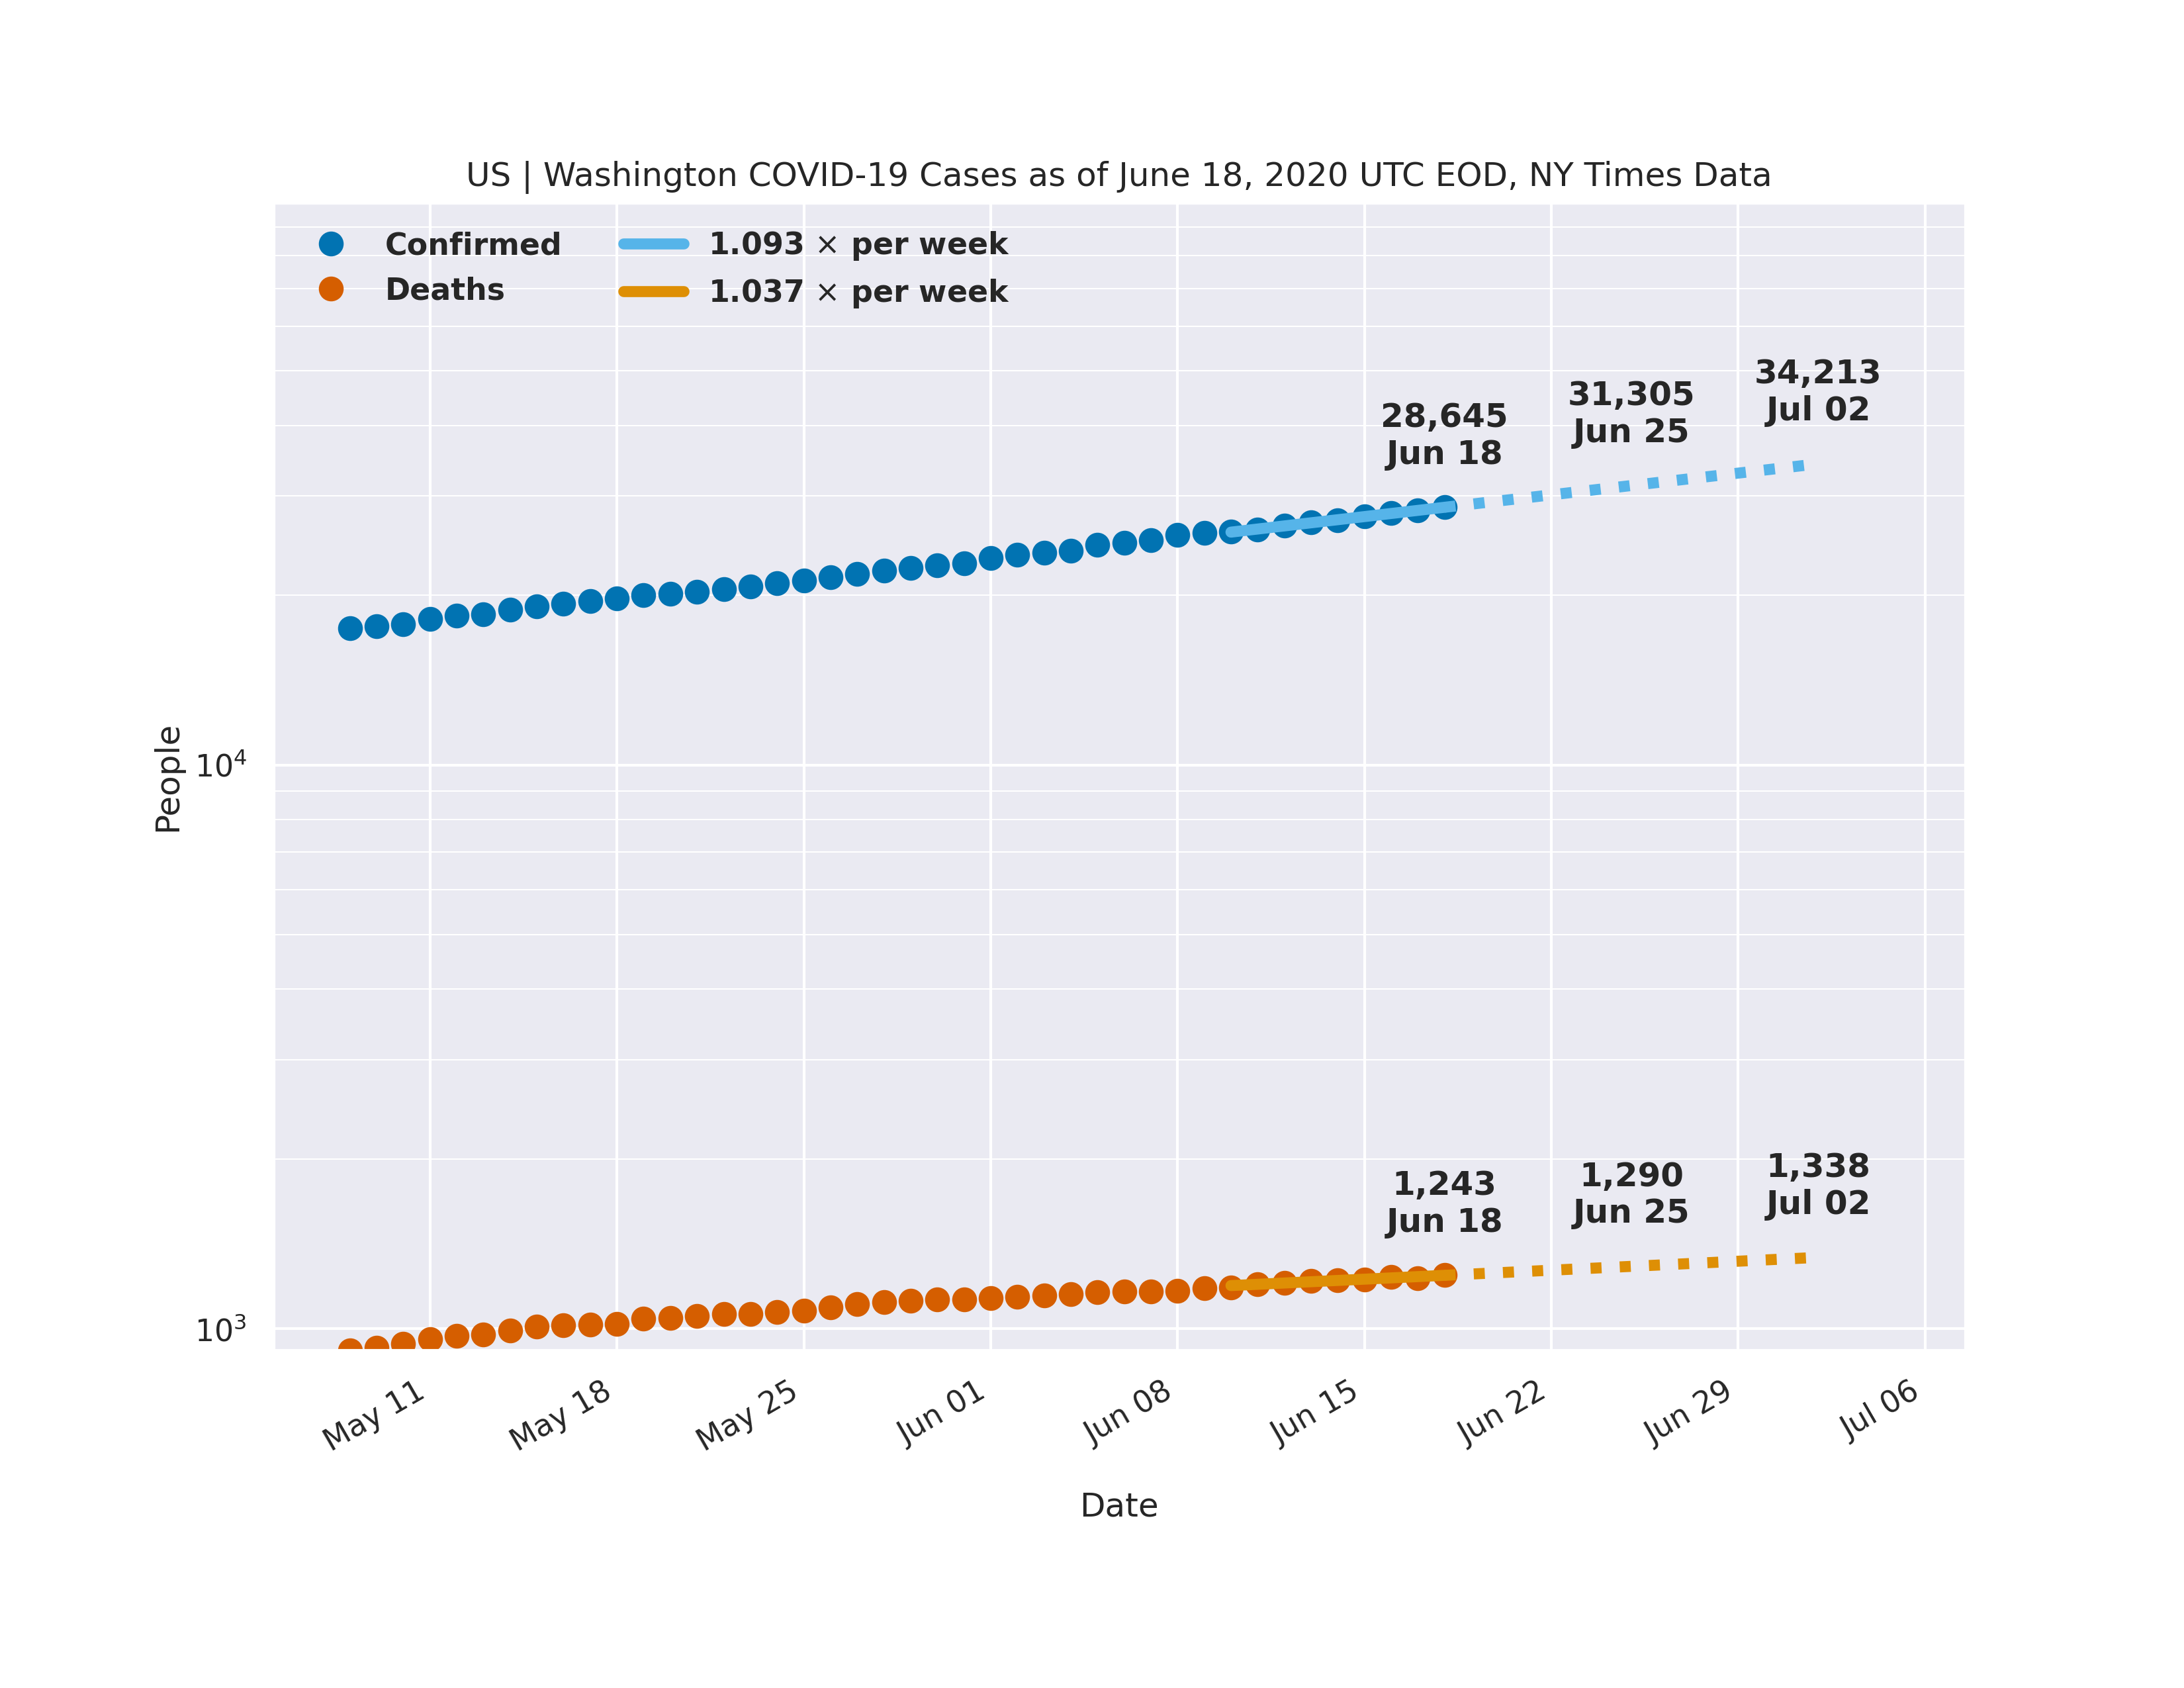 US | Washington COVID-19 Cases as of June 18, 2020 UTC EOD, NY Times Data
Confirmed
Deaths
1.093 × per week
1.037 × per week
28,645
Jun 18
31,305
Jun 25
34,213
Jul 02
1,243
Jun 18
1,290
Jun 25
1,338
Jul 02
People
10⁴
10³
May 11
May 18
May 25
Jun 01
Jun 08
Jun 15
Jun 22
Jun 29
Jul 06
Date